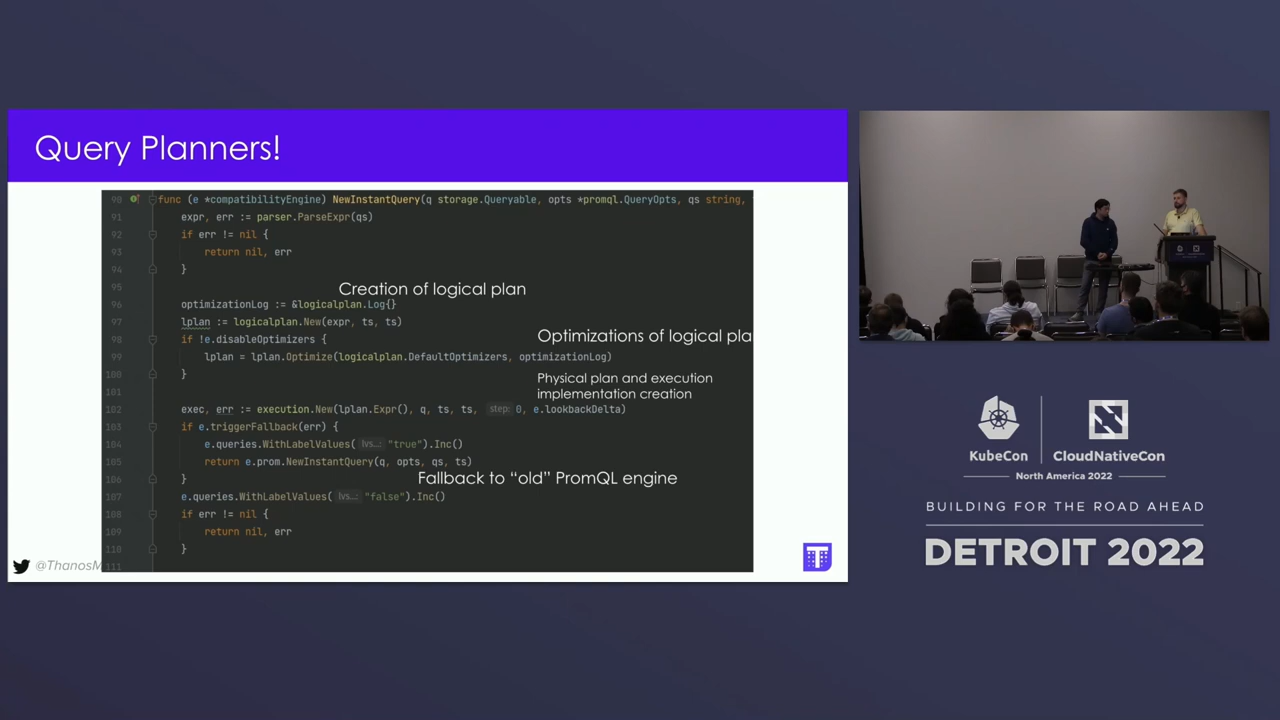 Query Planners!
90 func (e *compatibilityEngine) NewInstantQuery(q storage.Queryable, opts *promql.QueryOpts, qs string,
91 expr, err := parser.ParseExpr(qs)
92 if err != nil {
93 return nil, err
94 }
95
Creation of logical plan
96 optimizationLog := &logicalplan.Log{}
97 lplan := logicalplan.New(expr, ts, ts)
98 if !e.disableOptimizers {
Optimizations of logical pla
99 lplan = lplan.Optimize(logicalplan.DefaultOptimizers, optimizationLog)
100 }
Physical plan and execution
implementation creation
101
102 exec, err := execution.New(lplan.Expr(), q, ts, ts, step: 0, e.lookbackDelta)
103 if e.triggerFallback(err) {
104 e.queries.WithLabelValues( lvs...: "true").Inc()
105 return e.prom.NewInstantQuery(q, opts, qs, ts)
Fallback to “old” PromQL engine
106 }
107 e.queries.WithLabelValues( lvs...: "false").Inc()
108 if err != nil {
109 return nil, err
110 }
111
@ThanosM
T
KubeCon
CloudNativeCon
North America 2022
BUILDING FOR THE ROAD AHEAD
DETROIT 2022